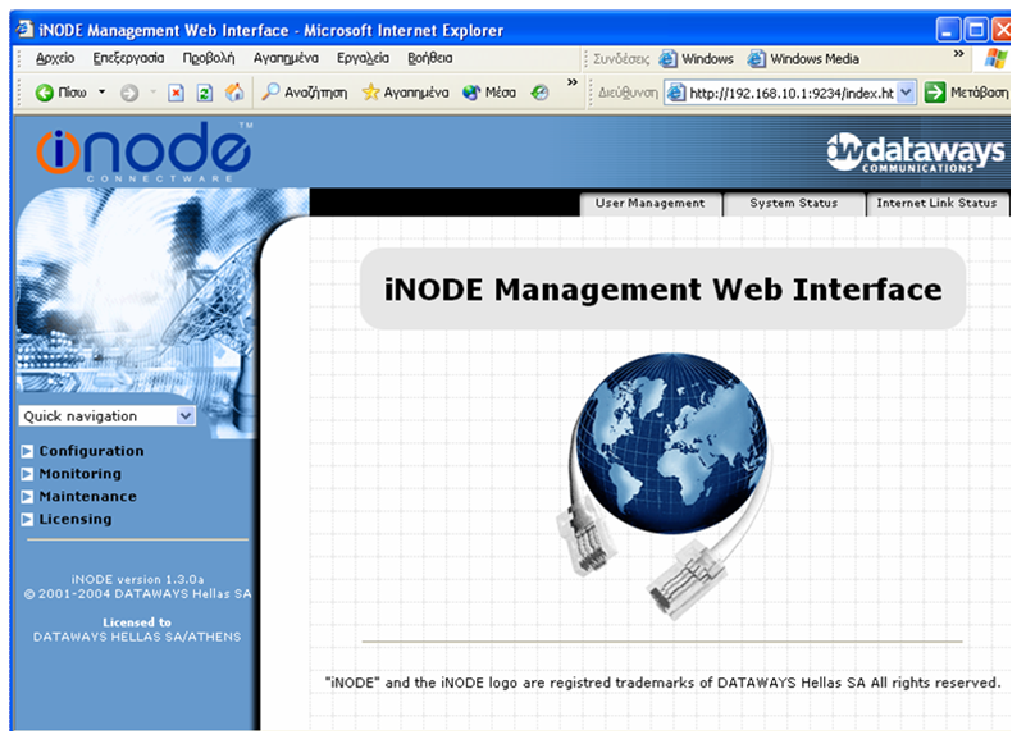 iNODE Management Web Interface - Microsoft Internet Explorer
Αρχείο Επεξεργασία Προβολή Αγαπημένα Εργαλεία Βοήθεια Συνδέσεις Windows Windows Media »
Πίσω Αναζήτηση Αγαπημένα Μέσα » Διεύθυνση http://192.168.10.1:9234/index.ht Μετάβαση
inode TM
CONNECTWARE
dataways
COMMUNICATIONS
User Management System Status Internet Link Status
iNODE Management Web Interface
Quick navigation
Configuration
Monitoring
Maintenance
Licensing
iNODE version 1.3.0a
© 2001-2004 DATAWAYS Hellas SA
Licensed to
DATAWAYS HELLAS SA/ATHENS
"iNODE" and the iNODE logo are registred trademarks of DATAWAYS Hellas SA All rights reserved.